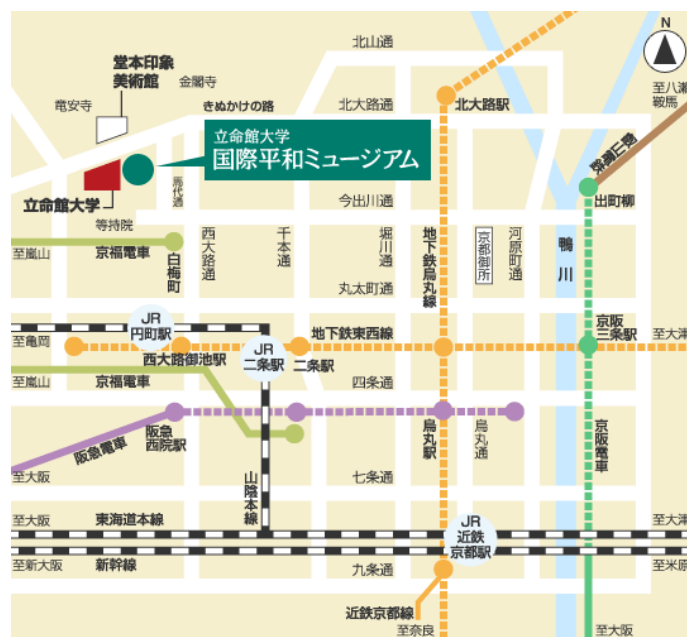 北山通
N
堂本印象
美術館
金閣寺
至八瀬
鞍馬
竜安寺
きぬかけの路
北大路通
北大路駅
立命館大学
国際平和ミュージアム
叡山電鉄
馬代通
立命館大学
今出川通
出町柳
等持院
西大路通
千本通
堀川通
地下鉄烏丸線
京都御所
河原町通
鴨川
至嵐山
京福電車
白梅町
丸太町通
JR
円町駅
地下鉄東西線
京阪
三条駅
至亀岡
至大津
西大路御池駅
JR
二条駅
二条駅
至嵐山
京福電車
四条通
阪急電車
阪急
西院駅
烏丸駅
烏丸通
京阪電車
至大阪
山陰本線
七条通
至大阪
東海道本線
JR
近鉄
京都駅
至大津
至新大阪
新幹線
九条通
至米原
近鉄京都線
至奈良
至大阪